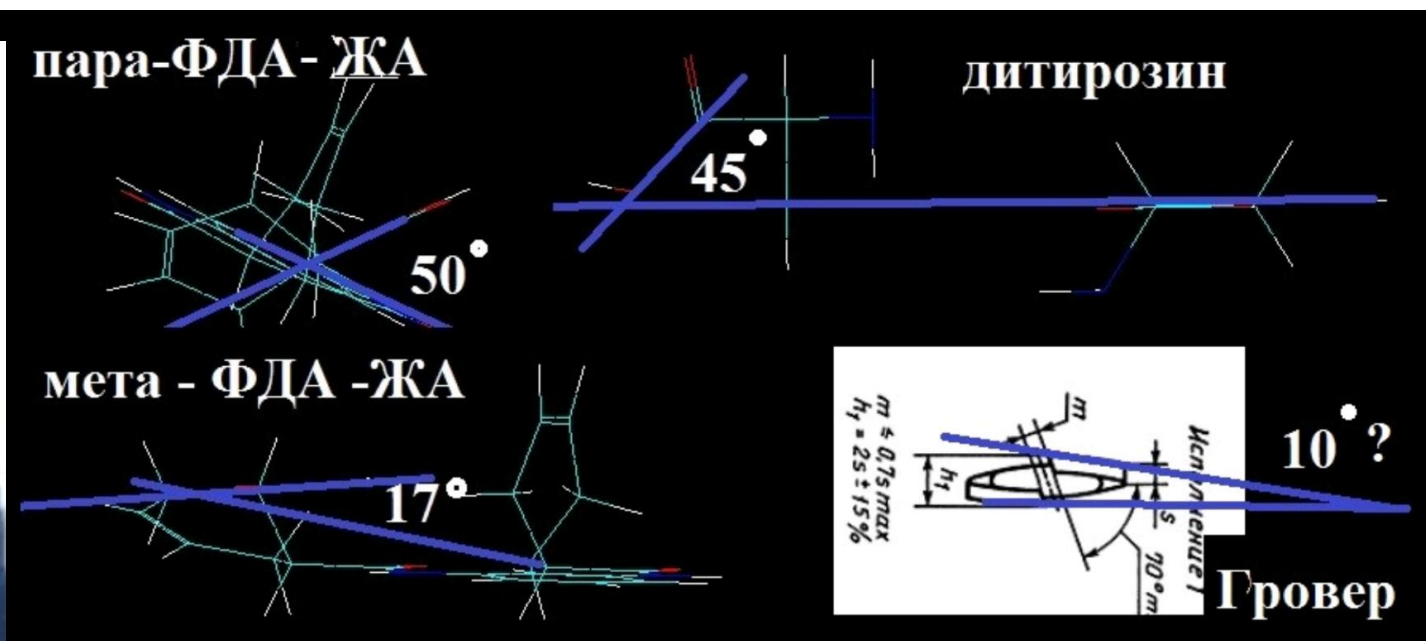 пара-ФДА- ЖА
дитирозин
45°
50°
мета - ФДА -ЖА
17°
10° ?
Исполнение 1
m
h₁
s
70° m
m ≤ 0,7s max
h₁ = 2s ± 15%
Гровер